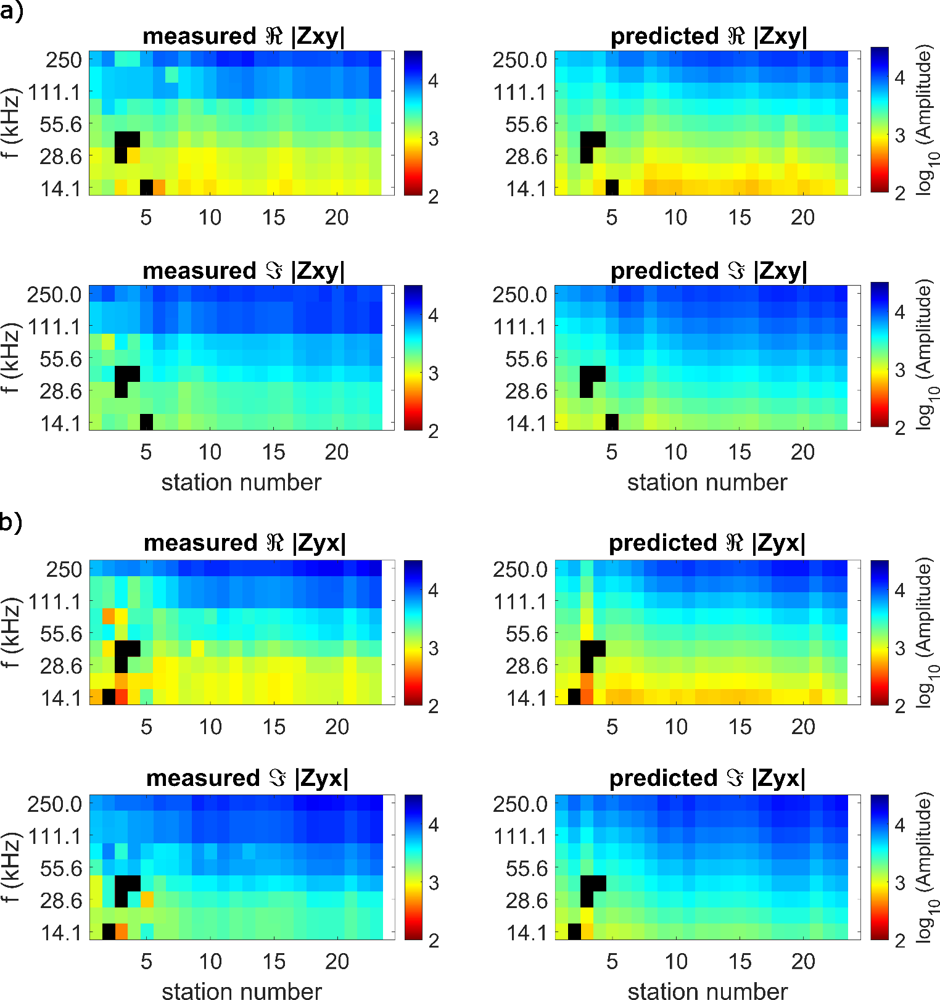 a)
measured ℜ |Zxy|
predicted ℜ |Zxy|
250
111.1
55.6
28.6
14.1
f (kHz)
5 10 15 20
4
3
2
250.0
111.1
55.6
28.6
14.1
5 10 15 20
4
3
2
log10 (Amplitude)
measured ℑ |Zxy|
predicted ℑ |Zxy|
250.0
111.1
55.6
28.6
14.1
f (kHz)
5 10 15 20
station number
4
3
2
250.0
111.1
55.6
28.6
14.1
5 10 15 20
station number
4
3
2
log10 (Amplitude)
b)
measured ℜ |Zyx|
predicted ℜ |Zyx|
250
111.1
55.6
28.6
14.1
f (kHz)
5 10 15 20
4
3
2
250.0
111.1
55.6
28.6
14.1
5 10 15 20
4
3
2
log10 (Amplitude)
measured ℑ |Zyx|
predicted ℑ |Zyx|
250.0
111.1
55.6
28.6
14.1
f (kHz)
5 10 15 20
station number
4
3
2
250.0
111.1
55.6
28.6
14.1
5 10 15 20
station number
4
3
2
log10 (Amplitude)